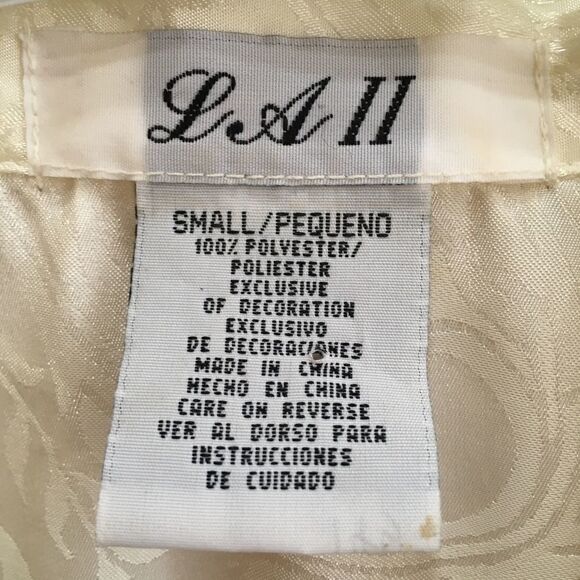 LA II
SMALL/PEQUENO
100% POLYESTER/
POLIESTER
EXCLUSIVE
OF DECORATION
EXCLUSIVO
DE DECORACIONES
MADE IN CHINA
HECHO EN CHINA
CARE ON REVERSE
VER AL DORSO PARA
INSTRUCCIONES
DE CUIDADO